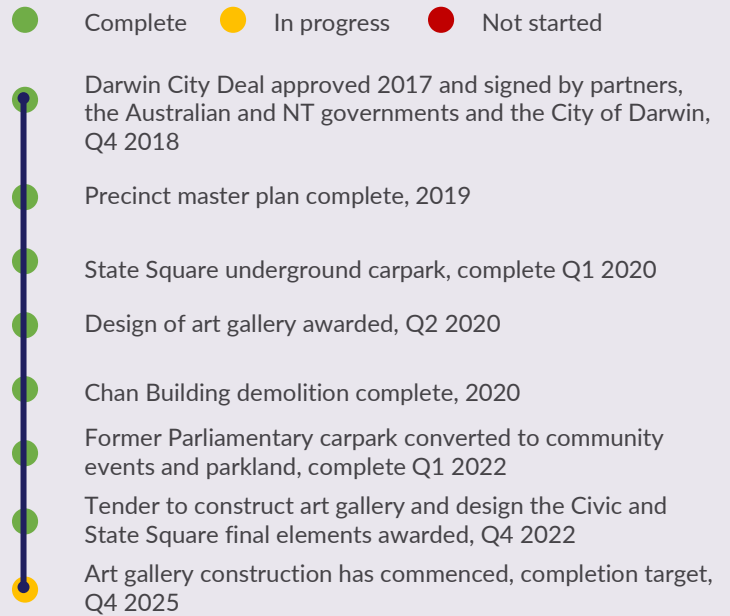 Complete In progress Not started
Darwin City Deal approved 2017 and signed by partners,
the Australian and NT governments and the City of Darwin,
Q4 2018
Precinct master plan complete, 2019
State Square underground carpark, complete Q1 2020
Design of art gallery awarded, Q2 2020
Chan Building demolition complete, 2020
Former Parliamentary carpark converted to community
events and parkland, complete Q1 2022
Tender to construct art gallery and design the Civic and
State Square final elements awarded, Q4 2022
Art gallery construction has commenced, completion target,
Q4 2025